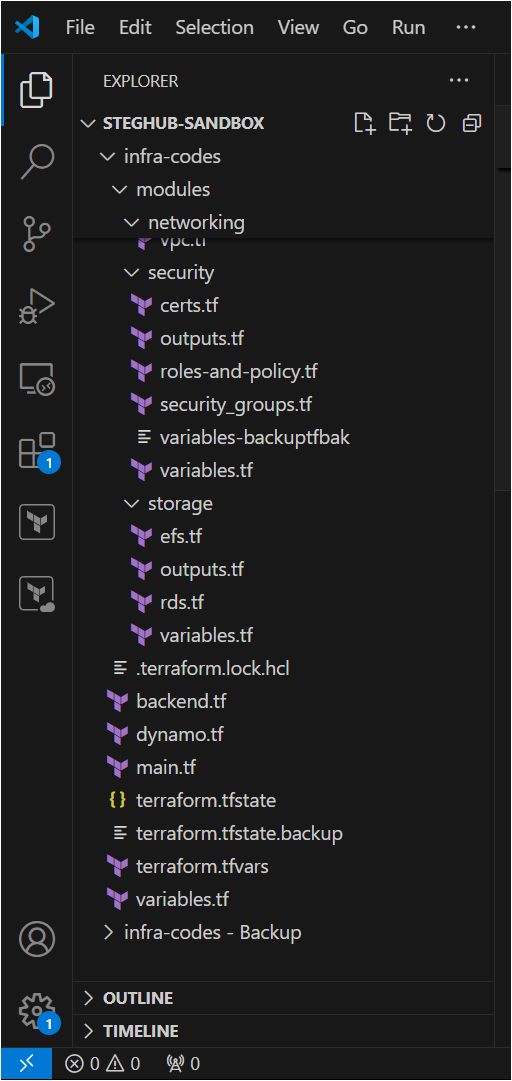 File Edit Selection View Go Run ...
EXPLORER ...
STEGHUB-SANDBOX
infra-codes
modules
networking
vpc.tf
security
certs.tf
outputs.tf
roles-and-policy.tf
security_groups.tf
variables-backuptfbak
variables.tf
storage
efs.tf
outputs.tf
rds.tf
variables.tf
.terraform.lock.hcl
backend.tf
dynamo.tf
main.tf
{} terraform.tfstate
terraform.tfstate.backup
terraform.tfvars
variables.tf
infra-codes - Backup
OUTLINE
TIMELINE
1
1
0 0 0